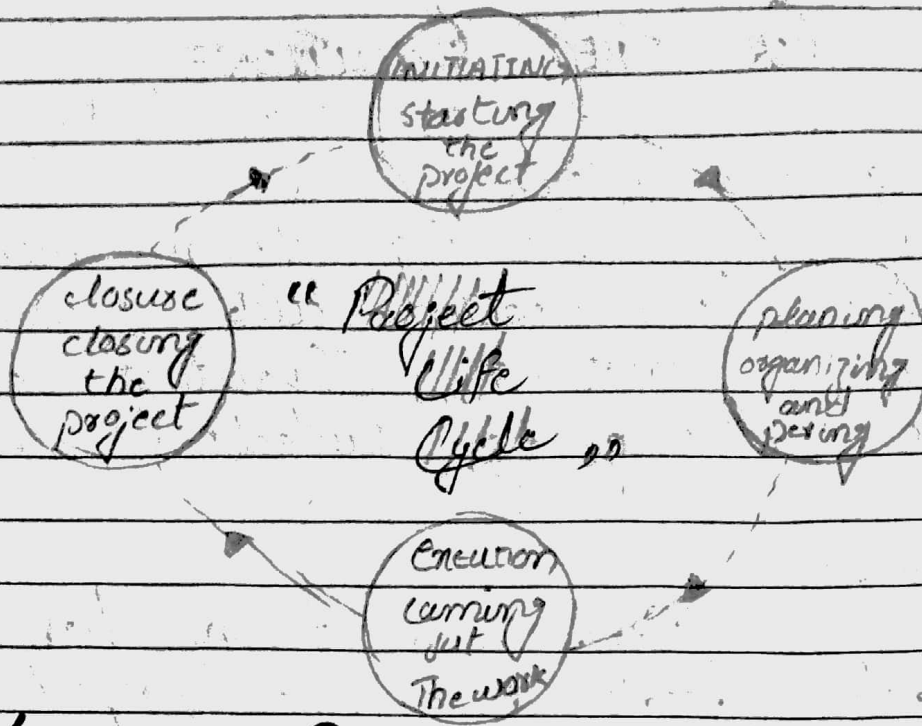 INITIATING
starting
the
project
closure
closing
the
project
“ Project
Life
Cycle ”
planing
organizing
and
Execution
carrying
out
The work